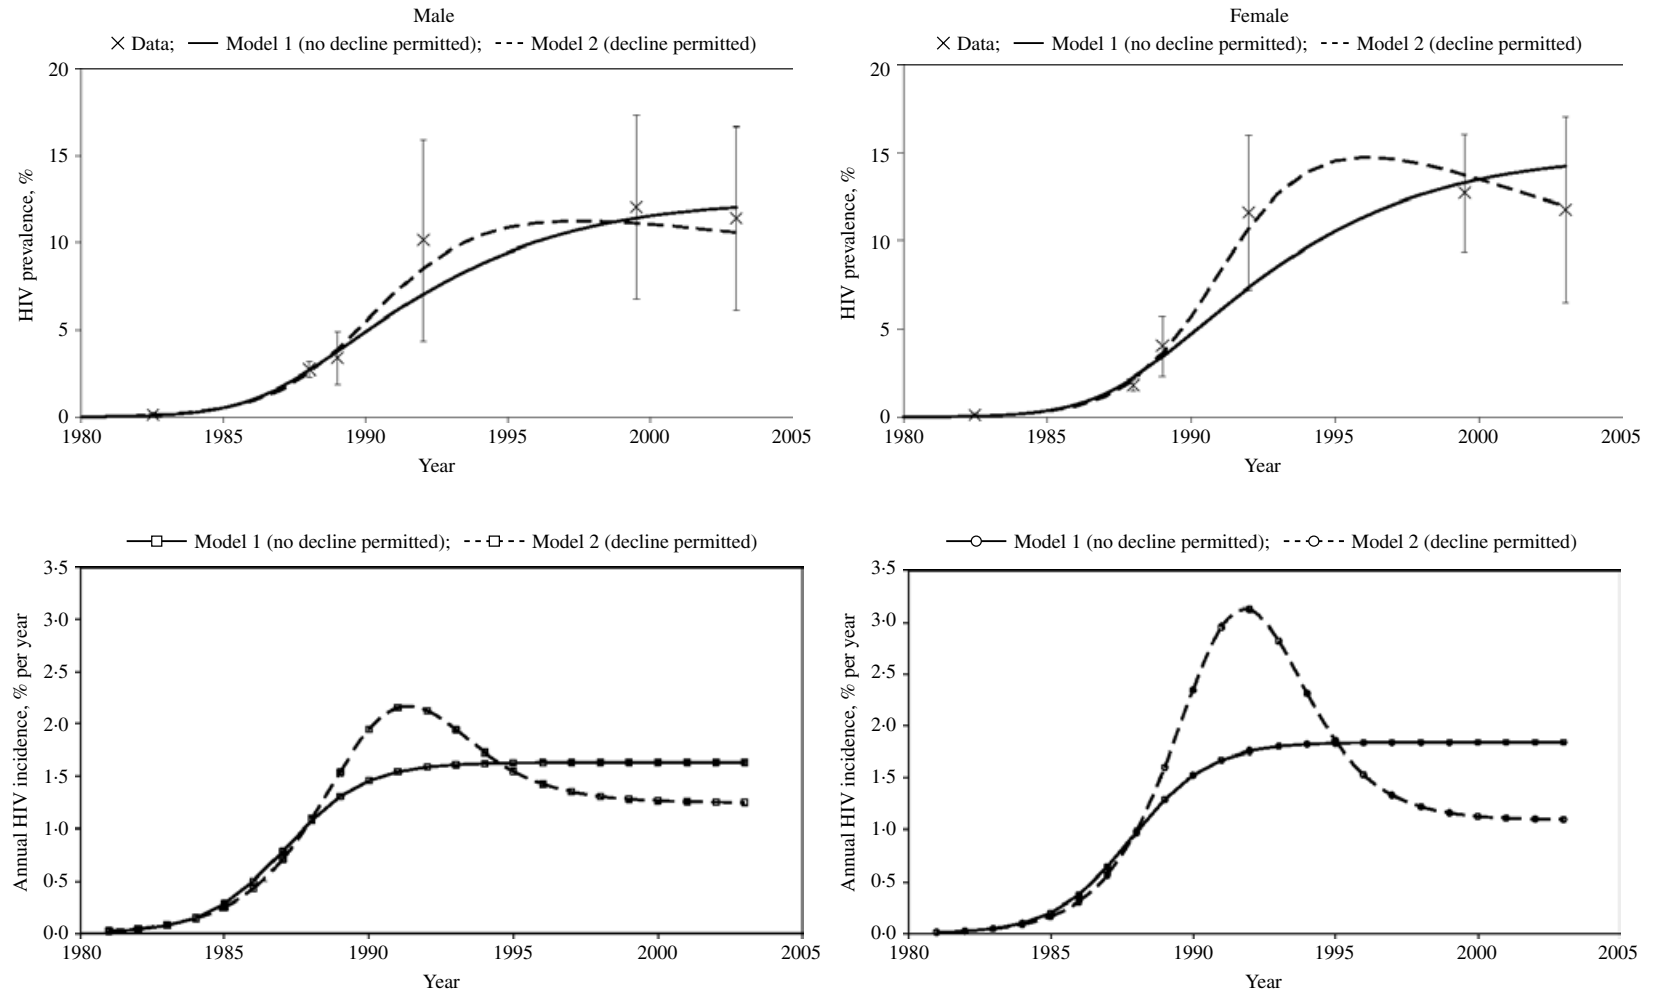 Male
Data; Model 1 (no decline permitted); Model 2 (decline permitted)
20
15
10
5
0
HIV prevalence, %
1980 1985 1990 1995 2000 2005
Year
Female
Data; Model 1 (no decline permitted); Model 2 (decline permitted)
20
15
10
5
0
HIV prevalence, %
1980 1985 1990 1995 2000 2005
Year
Model 1 (no decline permitted); Model 2 (decline permitted)
3·5
3·0
2·5
2·0
1·5
1·0
0·5
0·0
Annual HIV incidence, % per year
1980 1985 1990 1995 2000 2005
Year
Model 1 (no decline permitted); Model 2 (decline permitted)
3·5
3·0
2·5
2·0
1·5
1·0
0·5
0·0
Annual HIV incidence, % per year
1980 1985 1990 1995 2000 2005
Year